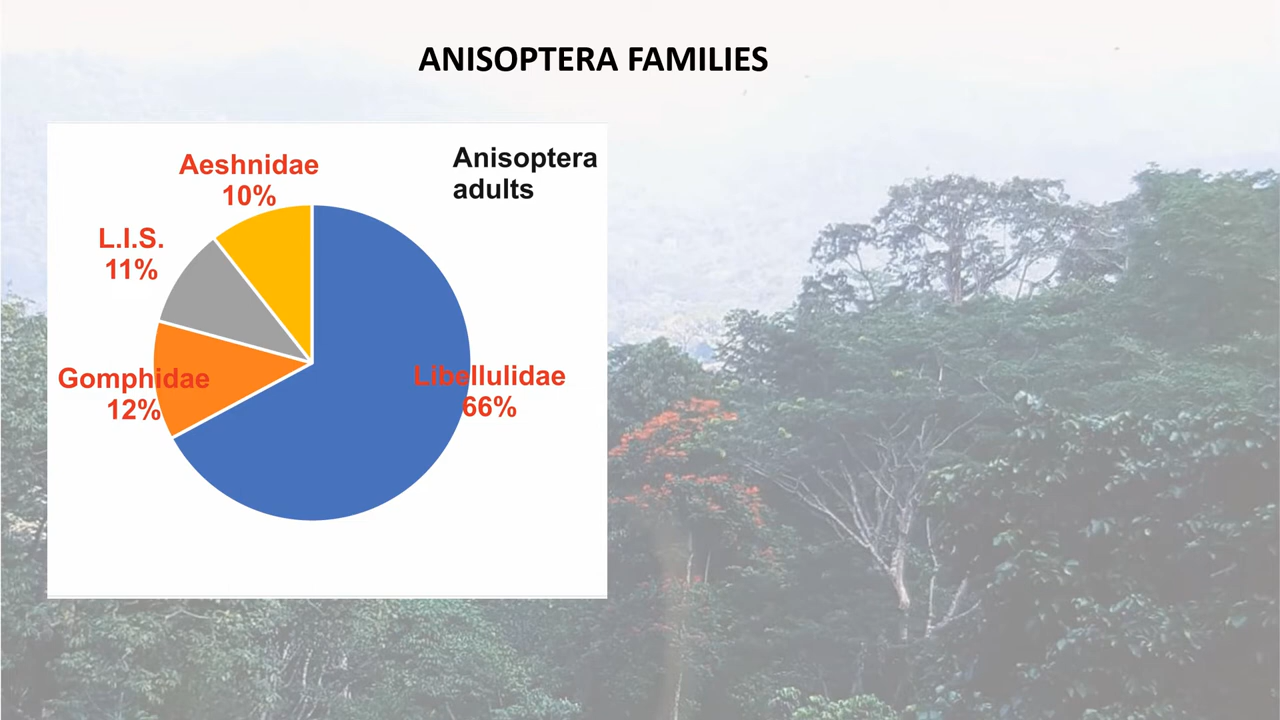 ANISOPTERA FAMILIES
Anisoptera
adults
Aeshnidae
10%
L.I.S.
11%
Gomphidae
12%
Libellulidae
66%